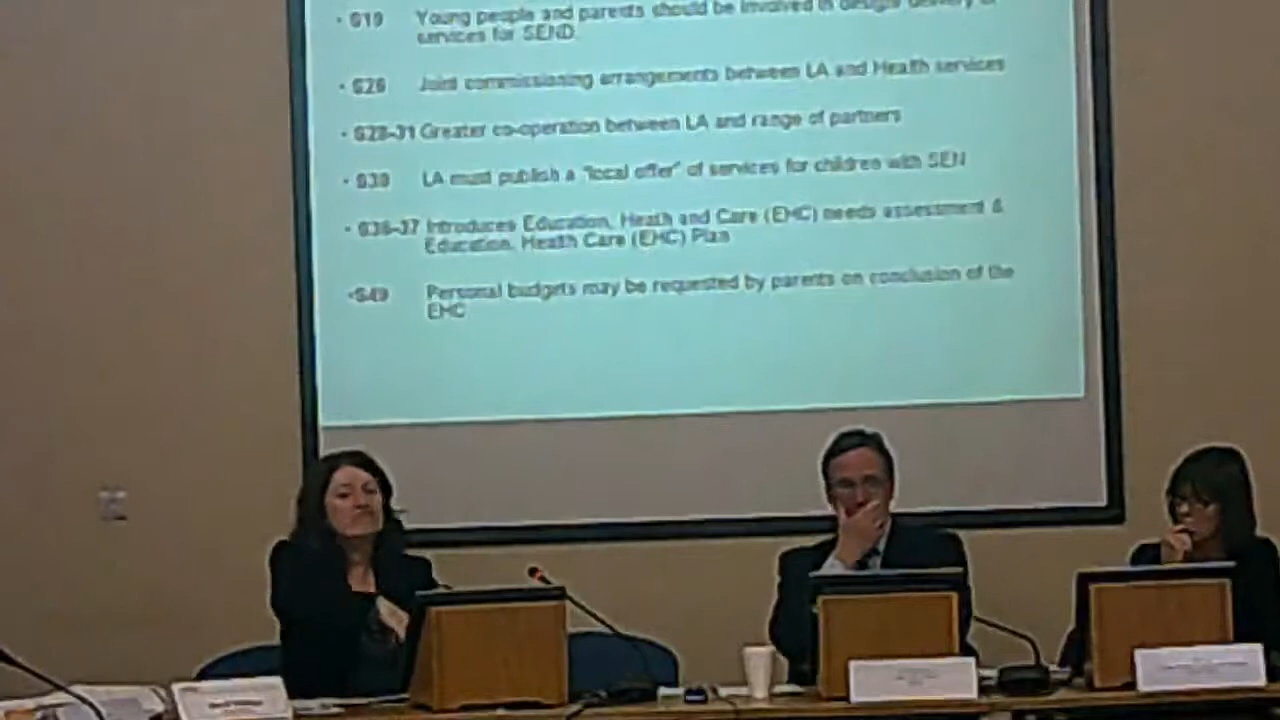 • S19 Young people and parents should be involved in design/ delivery of
services for SEND.
• S26 Joint commissioning arrangements between LA and Health services
• S28-31 Greater co-operation between LA and range of partners
• S30 LA must publish a "local offer" of services for children with SEN
• S36-37 Introduces Education, Heath and Care (EHC) needs assessment &
Education, Health Care (EHC) Plan
•S49 Personal budgets may be requested by parents on conclusion of the
EHC